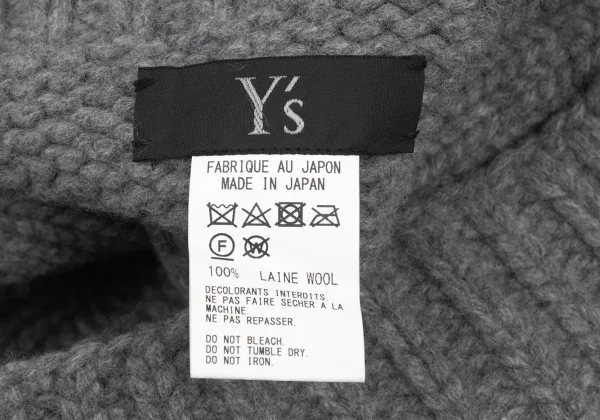 Y's
FABRIQUE AU JAPON
MADE IN JAPAN
F W
100% LAINE WOOL
DECOLORANTS INTERDITS
NE PAS FAIRE SECHER A LA
MACHINE.
NE PAS REPASSER.
DO NOT BLEACH.
DO NOT TUMBLE DRY.
DO NOT IRON.